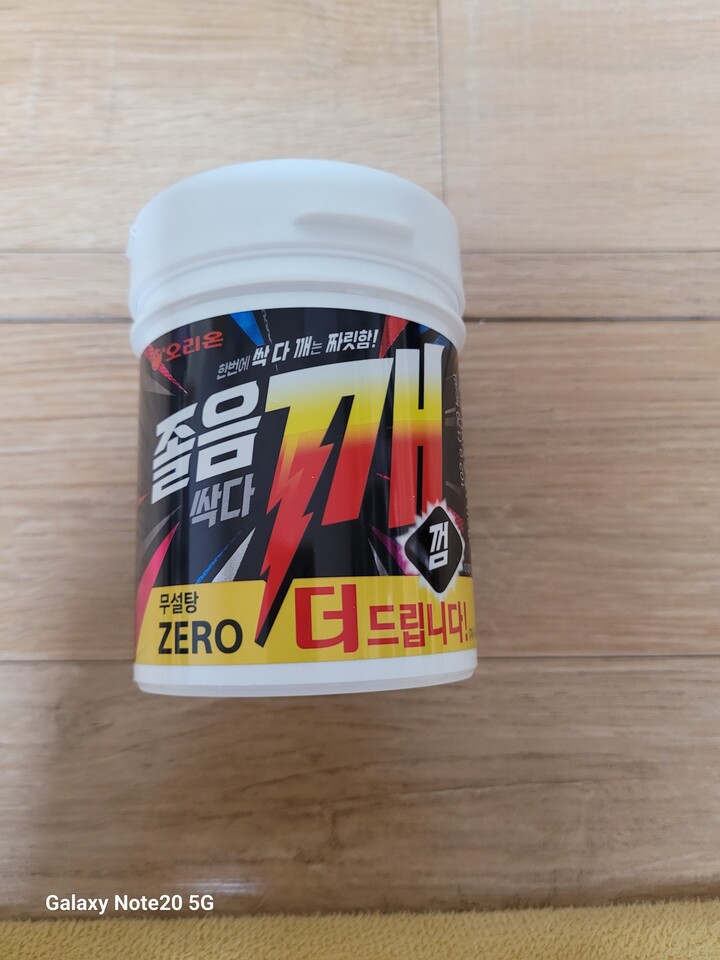 오리온
한번에 싹 다 깨는 짜릿함!
졸음
싹다
깨
껌
무설탕
ZERO
더드립니다!
Galaxy Note20 5G